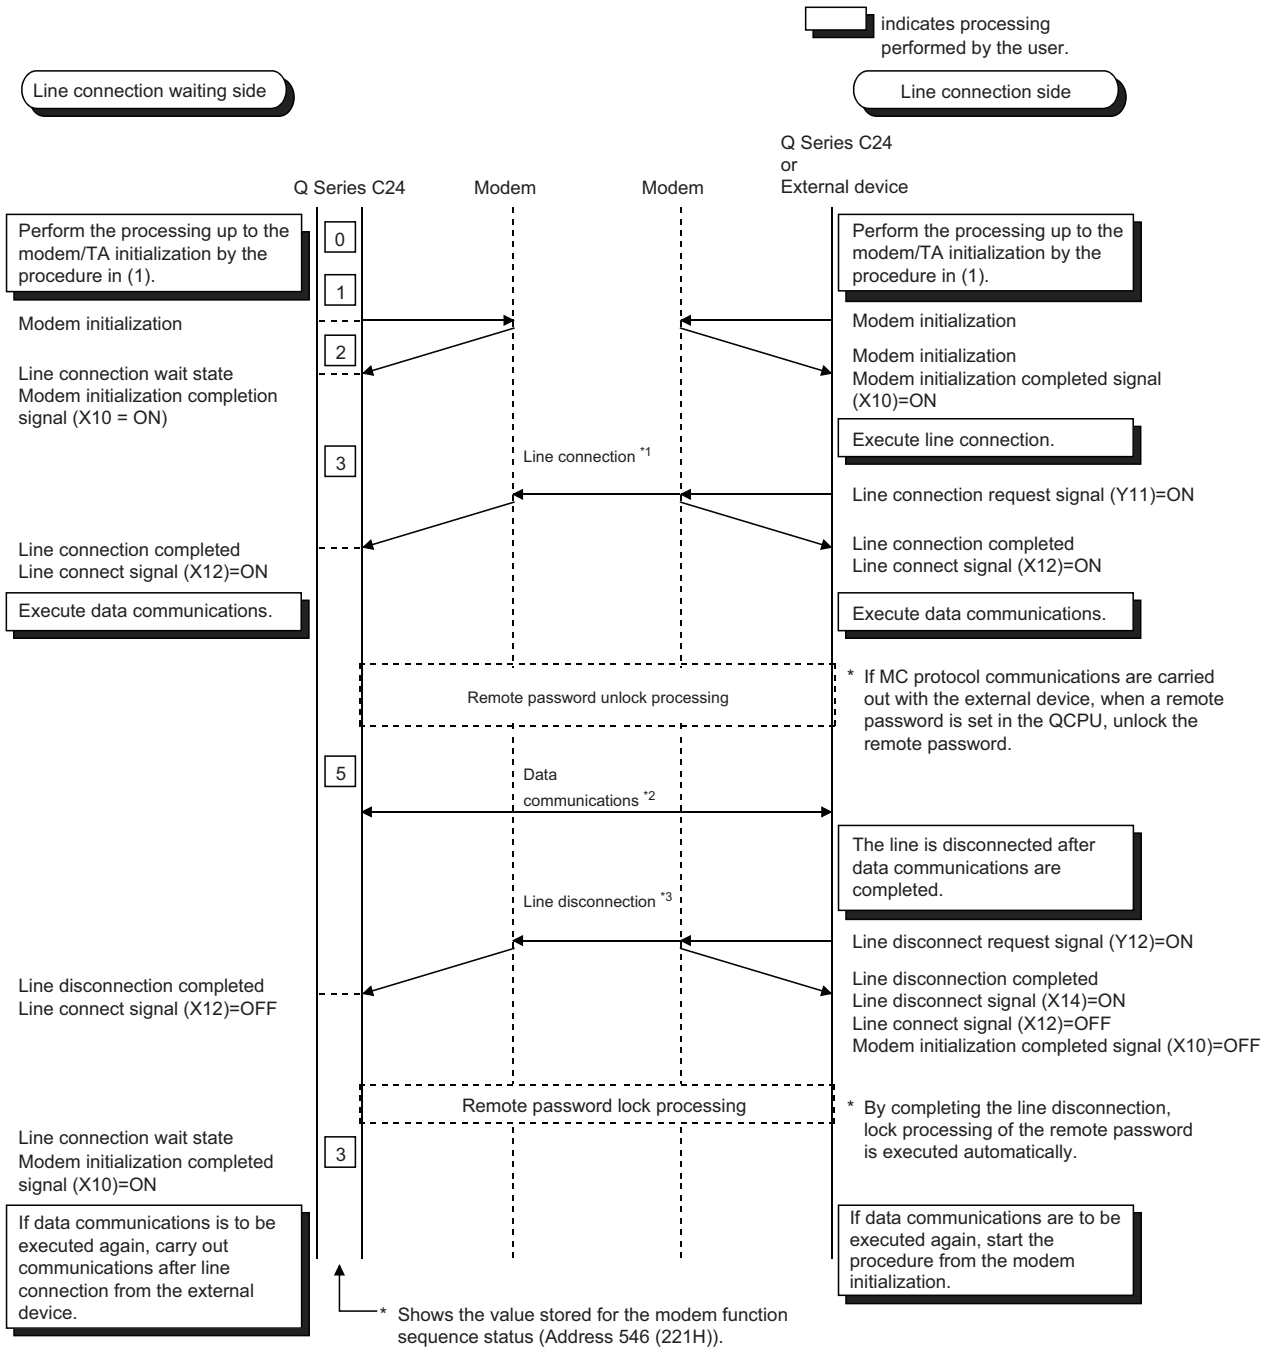 indicates processing
performed by the user.
Line connection waiting side
Line connection side
Q Series C24
or
External device
Q Series C24
Modem
Modem
Perform the processing up to the
modem/TA initialization by the
procedure in (1).
0
Perform the processing up to the
modem/TA initialization by the
procedure in (1).
1
Modem initialization
Modem initialization
2
Line connection wait state
Modem initialization completion
signal (X10 = ON)
Modem initialization
Modem initialization completed signal
(X10)=ON
Execute line connection.
3
Line connection *1
Line connection request signal (Y11)=ON
Line connection completed
Line connect signal (X12)=ON
Line connection completed
Line connect signal (X12)=ON
Execute data communications.
Execute data communications.
Remote password unlock processing
* If MC protocol communications are carried
out with the external device, when a remote
password is set in the QCPU, unlock the
remote password.
5
Data
communications *2
The line is disconnected after
data communications are
completed.
Line disconnection *3
Line disconnect request signal (Y12)=ON
Line disconnection completed
Line connect signal (X12)=OFF
Line disconnection completed
Line disconnect signal (X14)=ON
Line connect signal (X12)=OFF
Modem initialization completed signal (X10)=OFF
Remote password lock processing
* By completing the line disconnection,
lock processing of the remote password
is executed automatically.
Line connection wait state
Modem initialization completed
signal (X10)=ON
3
If data communications is to be
executed again, carry out
communications after line
connection from the external
device.
If data communications are to be
executed again, start the
procedure from the modem
initialization.
* Shows the value stored for the modem function
sequence status (Address 546 (221H)).